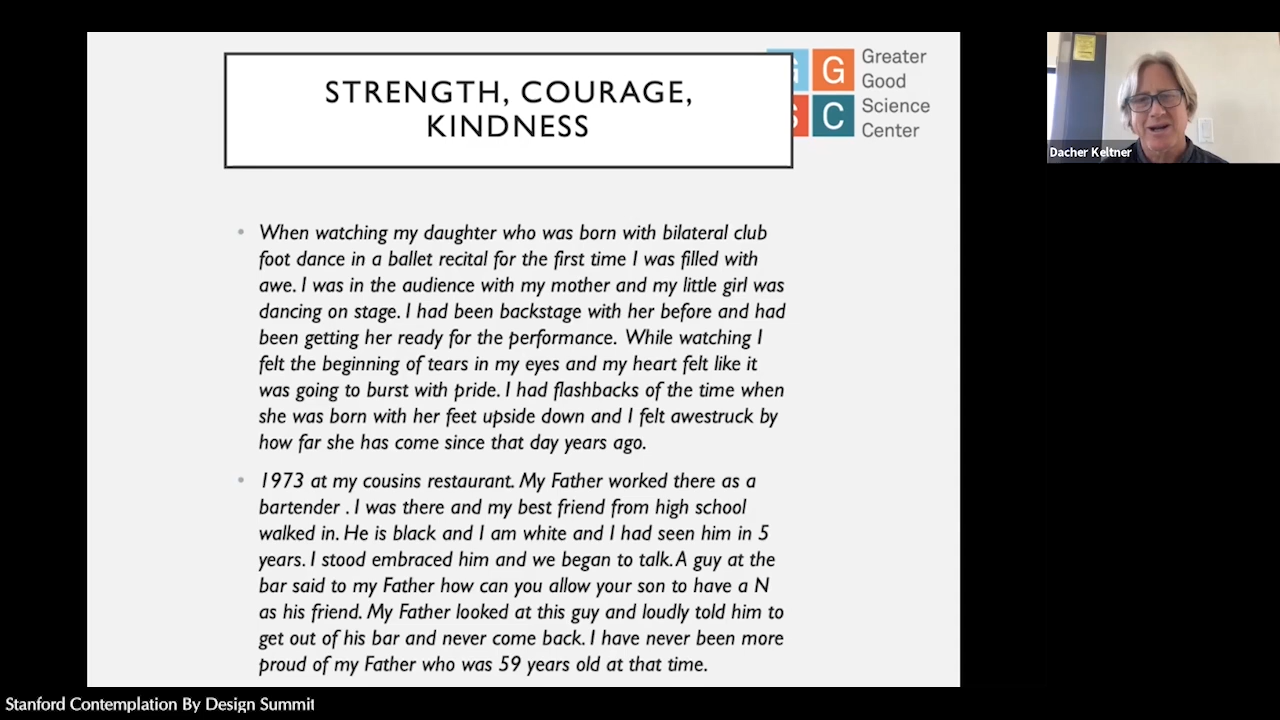 STRENGTH, COURAGE,
KINDNESS
G
G
S
C
Greater
Good
Science
Center
Dacher Keltner
• When watching my daughter who was born with bilateral club
foot dance in a ballet recital for the first time I was filled with
awe. I was in the audience with my mother and my little girl was
dancing on stage. I had been backstage with her before and had
been getting her ready for the performance. While watching I
felt the beginning of tears in my eyes and my heart felt like it
was going to burst with pride. I had flashbacks of the time when
she was born with her feet upside down and I felt awestruck by
how far she has come since that day years ago.
• 1973 at my cousins restaurant. My Father worked there as a
bartender . I was there and my best friend from high school
walked in. He is black and I am white and I had seen him in 5
years. I stood embraced him and we began to talk. A guy at the
bar said to my Father how can you allow your son to have a N
as his friend. My Father looked at this guy and loudly told him to
get out of his bar and never come back. I have never been more
proud of my Father who was 59 years old at that time.
Stanford Contemplation By Design Summit